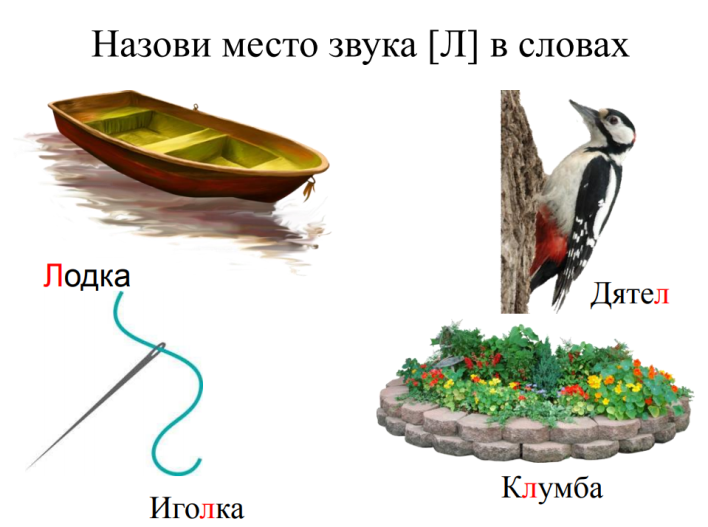 Назови место звука [Л] в словах
Лодка
Дятел
Иголка
Клумба